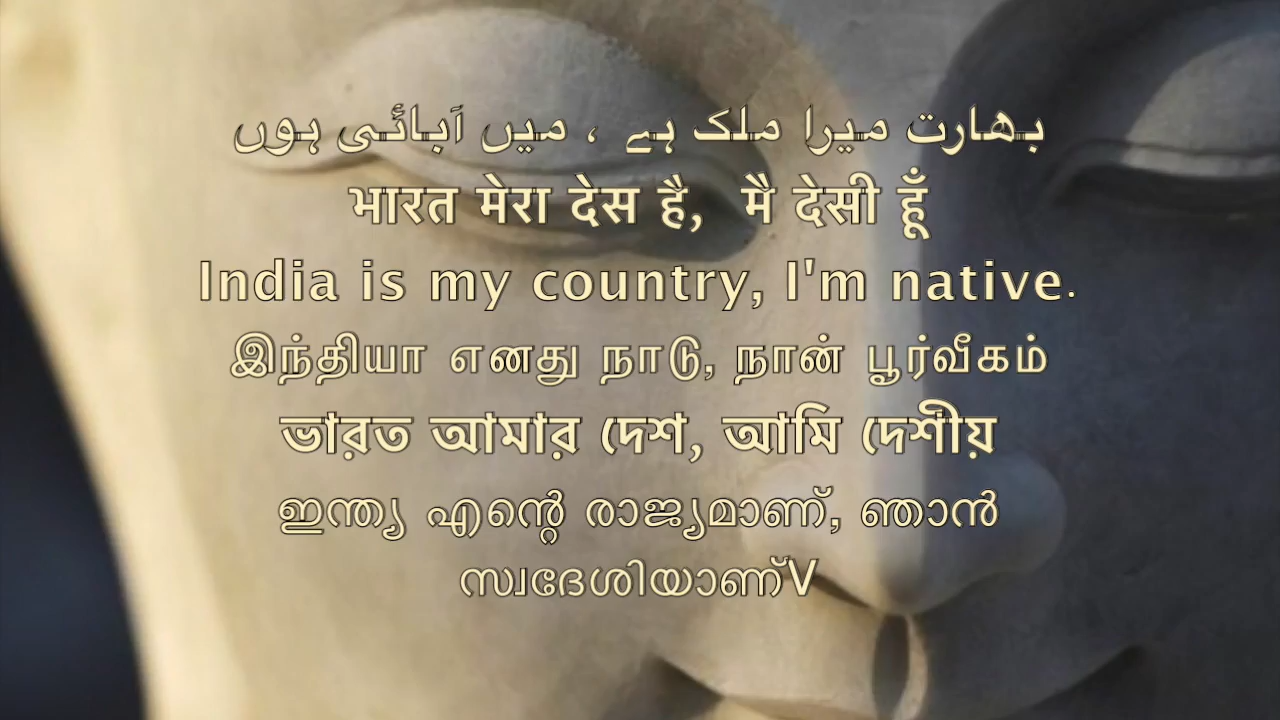 بھارت میرا ملک ہے ، میں آبائی ہوں
भारत मेरा देस है, मै देसी हूँ
India is my country, I'm native.
இந்தியா எனது நாடு, நான் பூர்வீகம்
ভারত আমার দেশ, আমি দেশীয়
ഇന്ത്യ എന്റെ രാജ്യമാണ്, ഞാൻ
സ്വദേശിയാണ്V